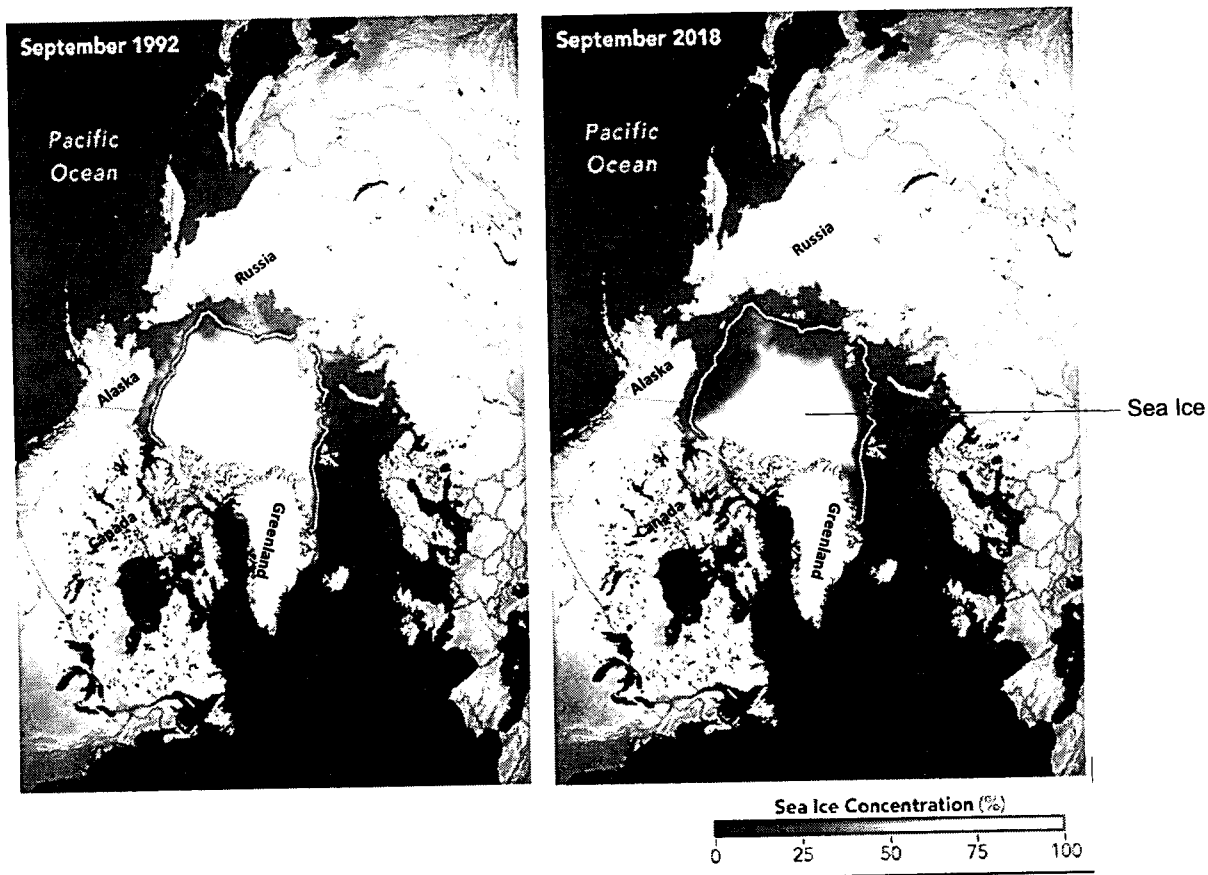 September 1992
Pacific
Ocean
Russia
Alaska
Canada
Greenland
September 2018
Pacific
Ocean
Russia
Alaska
Canada
Greenland
Sea Ice
Sea Ice Concentration (%)
0 25 50 75 100